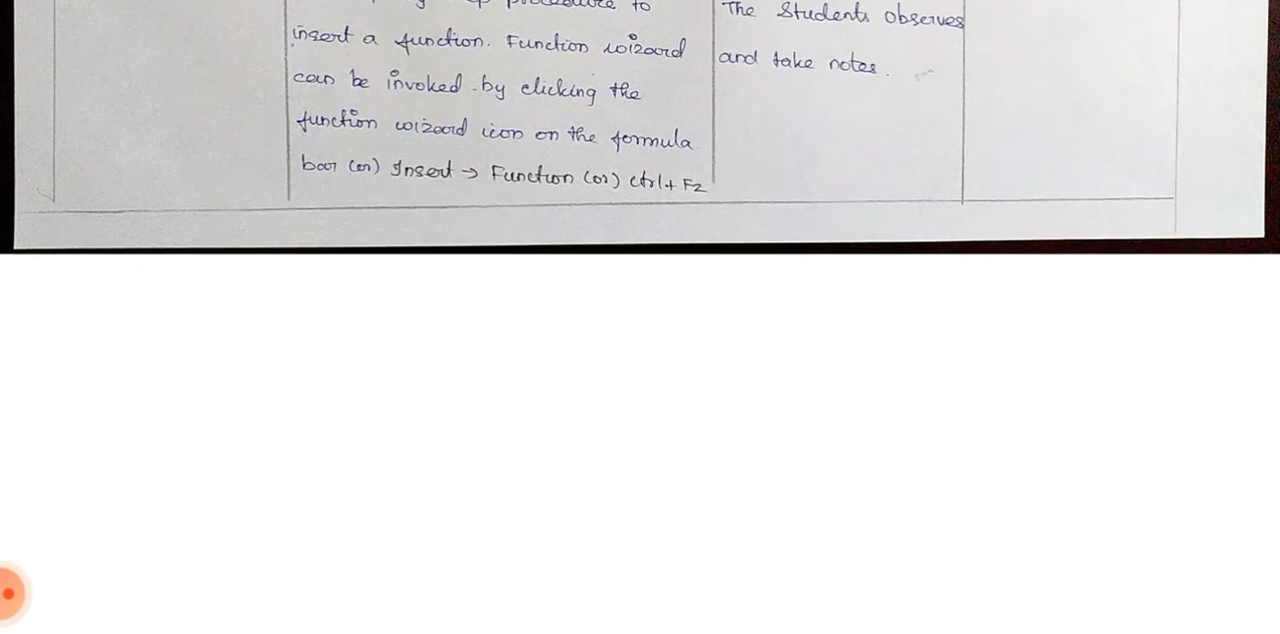 to
insert a function. Function wizard
can be invoked by clicking the
function wizard icon on the formula
bar (or) Insert → Function (or) ctrl + F2
The Students observes
and take notes.